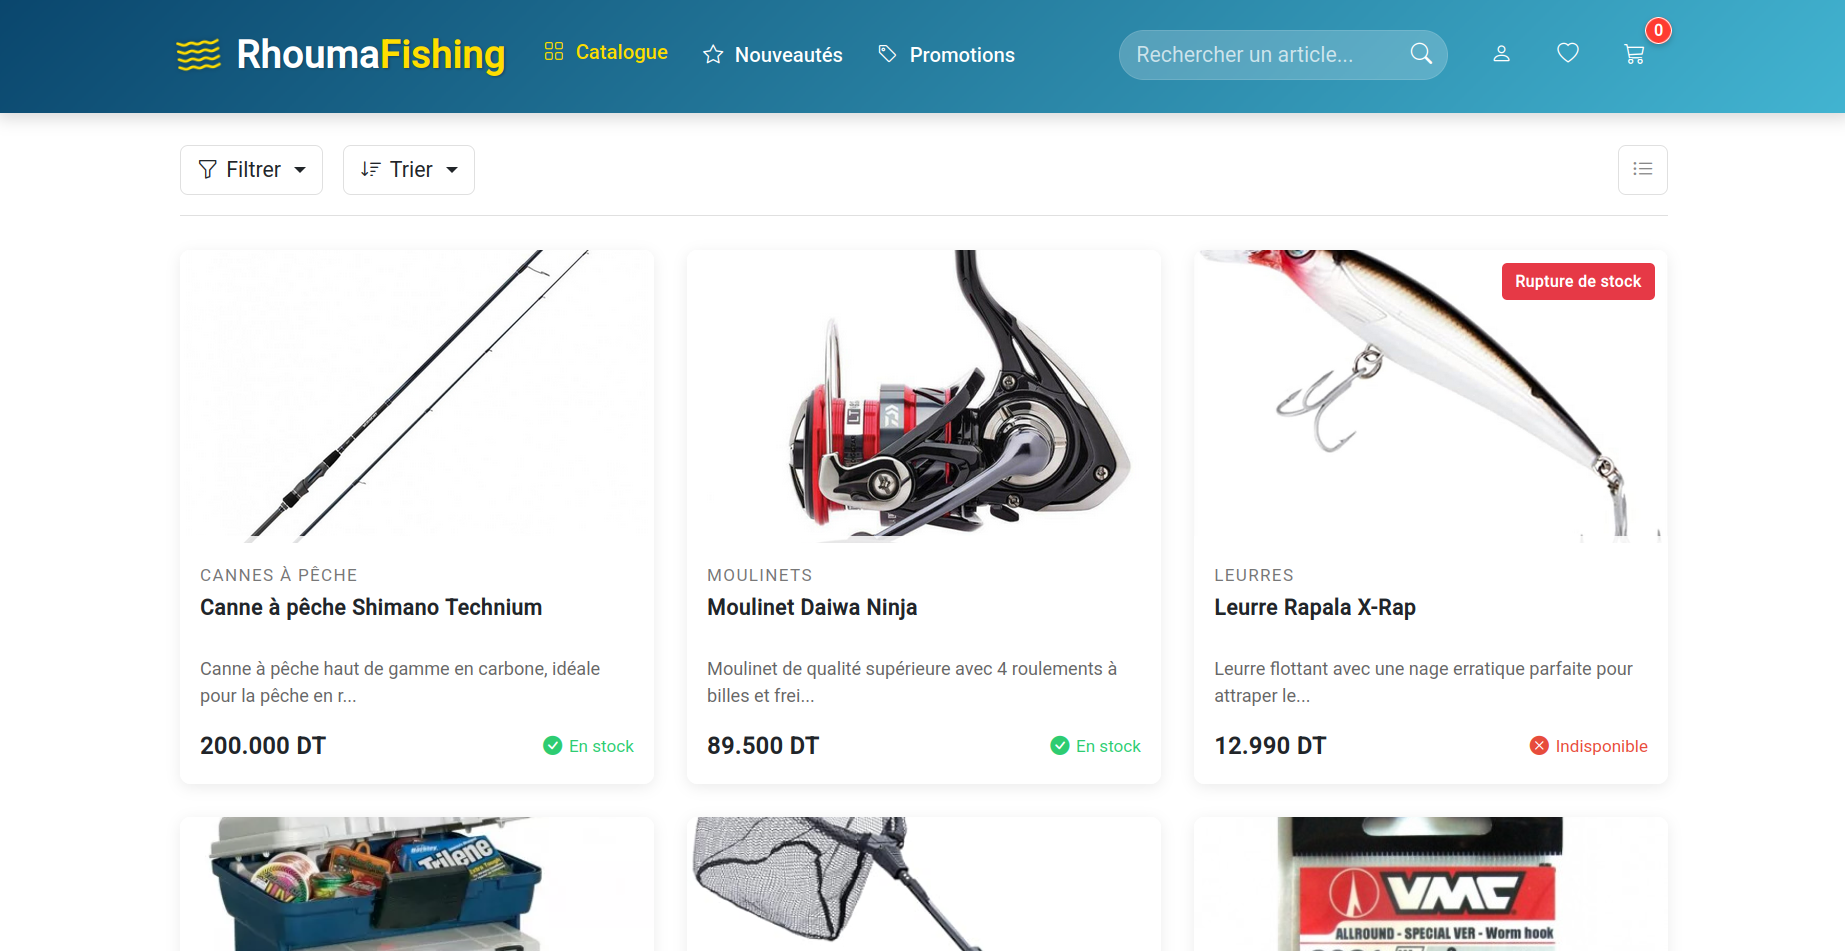 RhoumaFishing
Catalogue
Nouveautés
Promotions
Rechercher un article...
0
Filtrer
Trier
Rupture de stock
LT
CANNES À PÊCHE
Canne à pêche Shimano Technium
Canne à pêche haut de gamme en carbone, idéale
pour la pêche en r...
200.000 DT
En stock
MOULINETS
Moulinet Daiwa Ninja
Moulinet de qualité supérieure avec 4 roulements à
billes et frei...
89.500 DT
En stock
LEURRES
Leurre Rapala X-Rap
Leurre flottant avec une nage erratique parfaite pour
attraper le...
12.990 DT
Indisponible
Trilene
VMC
ALLROUND - SPECIAL VER - Worm hook